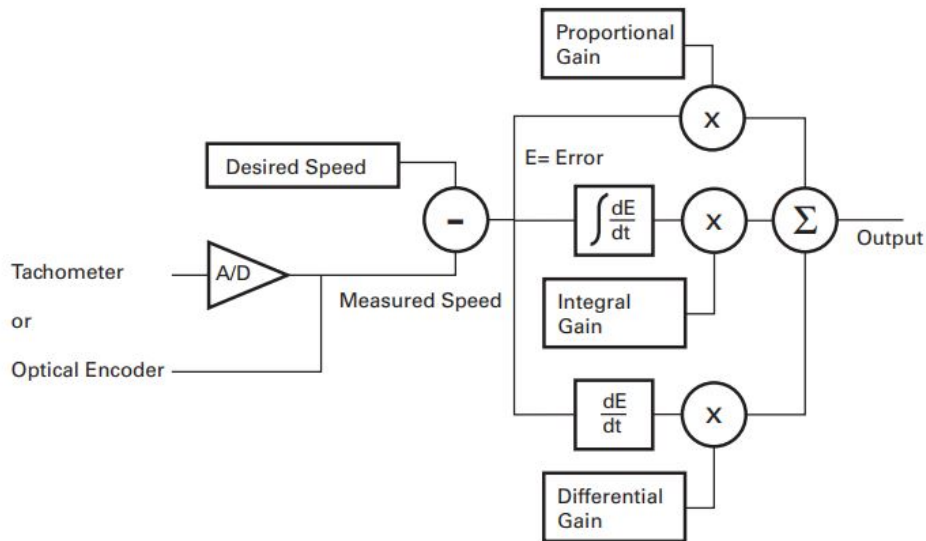 Proportional
Gain
X
Desired Speed
E= Error
-
∫ dE
dt
X
Σ
Output
Tachometer
A/D
Measured Speed
or
Integral
Gain
Optical Encoder
dE
dt
X
Differential
Gain